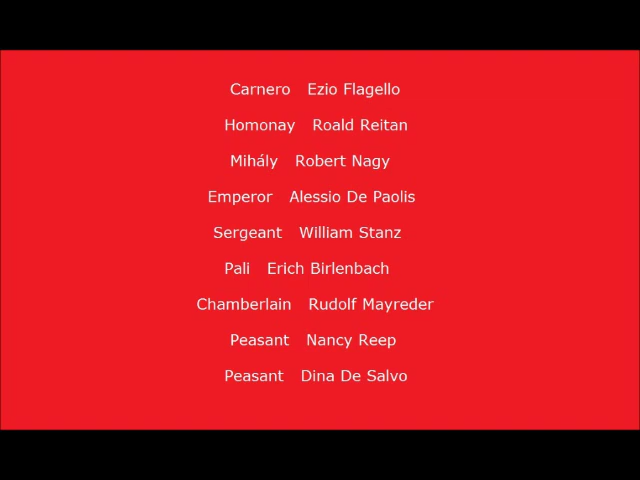 Carnero Ezio Flagello
Homonay Roald Reitan
Mihály Robert Nagy
Emperor Alessio De Paolis
Sergeant William Stanz
Pali Erich Birlenbach
Chamberlain Rudolf Mayreder
Peasant Nancy Reep
Peasant Dina De Salvo